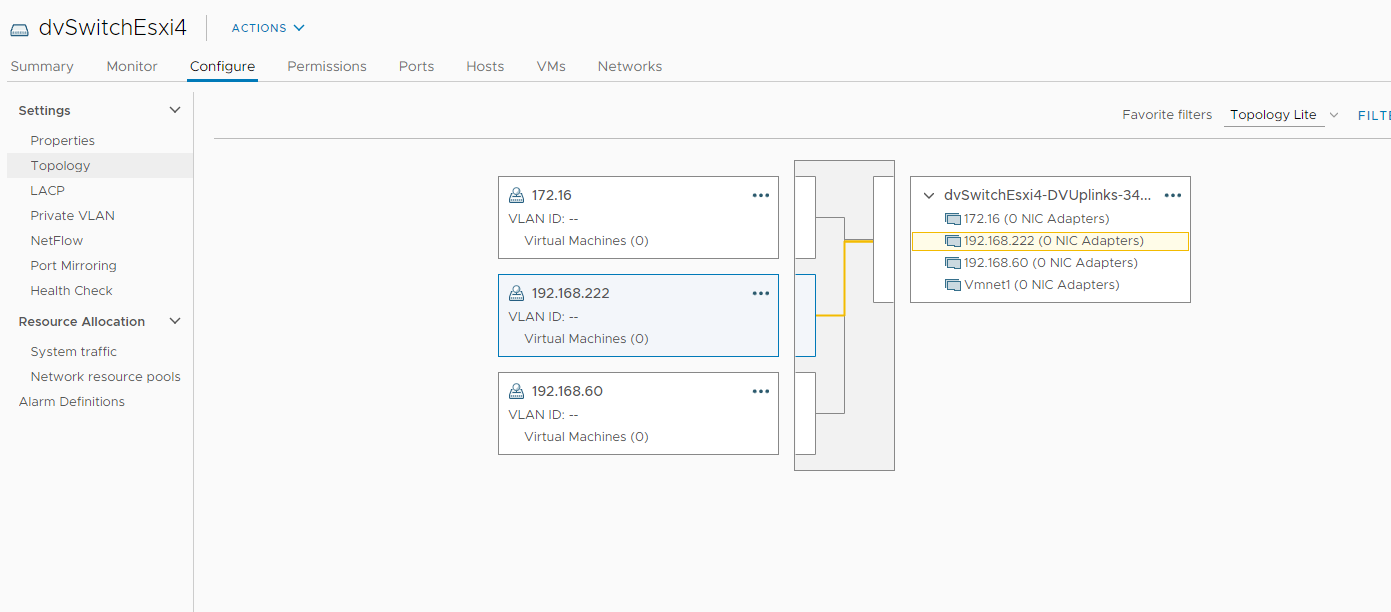 dvSwitchEsxi4 ACTIONS
Summary Monitor Configure Permissions Ports Hosts VMs Networks
Settings
Properties
Topology
LACP
Private VLAN
NetFlow
Port Mirroring
Health Check
Resource Allocation
System traffic
Network resource pools
Alarm Definitions
Favorite filters Topology Lite FILTE
172.16
VLAN ID: --
Virtual Machines (0)
192.168.222
VLAN ID: --
Virtual Machines (0)
192.168.60
VLAN ID: --
Virtual Machines (0)
dvSwitchEsxi4-DVUplinks-34...
172.16 (0 NIC Adapters)
192.168.222 (0 NIC Adapters)
192.168.60 (0 NIC Adapters)
Vmnet1 (0 NIC Adapters)